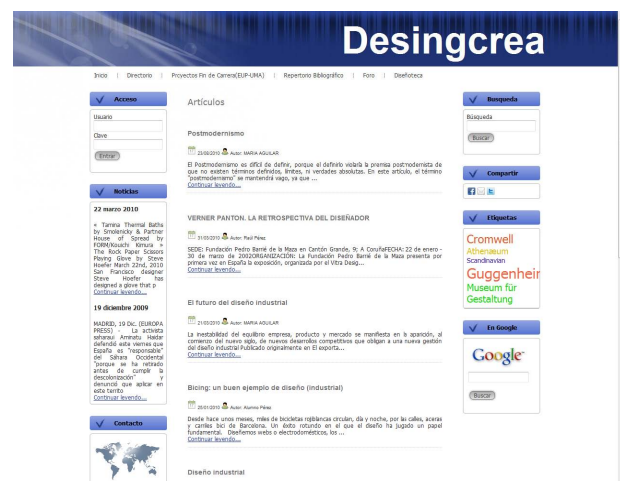 Desingcrea
Inicio | Directorio | Proyectos Fin de Carrera(EUP-UMA) | Repertorio Bibliográfico | Foro | Diseñoteca
Acceso
Usuario
Clave
Entrar
Noticias
22 marzo 2010
« Tamina Thermal Baths
by Smolenicky & Partner
House of Spread by
FORM/Kouichi Kimura »
The Rock Paper Scissors
Playing Glove by Steve
Hoefer March 22nd, 2010
San Francisco designer
Steve Hoefer has
designed a glove that p
Continuar leyendo...
19 diciembre 2009
MADRID, 19 Dic. (EUROPA
PRESS) - La activista
saharaui Aminatu Haidar
defendió este viernes que
España es "responsable"
del Sáhara Occidental
"porque se ha retirado
antes de cumplir la
descolonización" y
denunció que aplicar en
este territo
Continuar leyendo...
Contacto
Artículos
Postmodernismo
23/08/2010 Autor: MARIA AGUILAR
El Postmodernismo es difícil de definir, porque el definirlo violaría la premisa postmodernista de
que no existen términos definidos, límites, ni verdades absolutas. En este artículo, el término
"postmodernismo" se mantendrá vago, ya que ...
Continuar leyendo...
VERNER PANTON. LA RETROSPECTIVA DEL DISEÑADOR
31/05/2010 Autor: Raúl Pérez
SEDE: Fundación Pedro Barrié de la Maza en Cantón Grande, 9; A CoruñaFECHA: 22 de enero -
30 de marzo de 2002ORGANIZACIÓN: La Fundación Pedro Barrié de la Maza presenta por
primera vez en España la exposición, organizada por el Vitra Desig...
Continuar leyendo...
El futuro del diseño industrial
21/05/2010 Autor: MARIA AGUILAR
La inestabilidad del equilibrio empresa, producto y mercado se manifiesta en la aparición, al
comienzo del nuevo siglo, de nuevos desarrollos competitivos que obligan a una nueva gestión
del diseño industrial Publicado originalmente en El exporta...
Continuar leyendo...
Bicing: un buen ejemplo de diseño (industrial)
25/01/2010 Autor: Alumno Pérez
Desde hace unos meses, miles de bicicletas rojiblancas circulan, día y noche, por las calles, aceras
y carriles bici de Barcelona. Un éxito rotundo en el que el diseño ha jugado un papel
fundamental. Diseñemos webs o electrodomésticos, los ...
Continuar leyendo...
Diseño industrial
Busqueda
Búsqueda
Buscar
Compartir
Etiquetas
Cromwell
Antvänaum
Scandinavian
Guggenheir
Museum für
Gestaltung
En Google
Google
Buscar